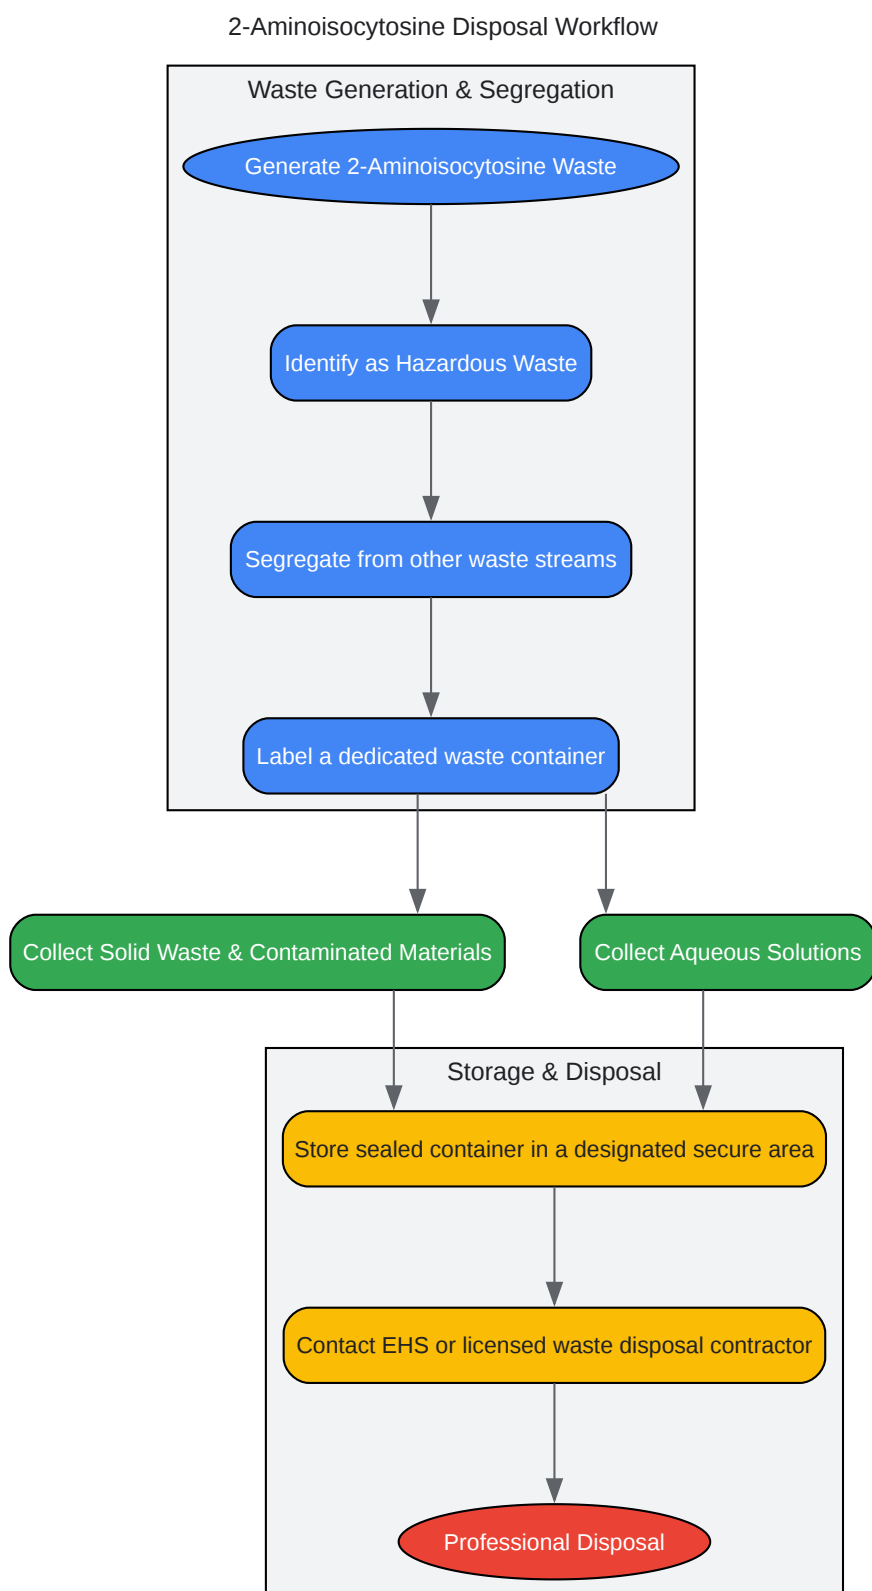 2-Aminoisocytosine Disposal Workflow
Waste Generation & Segregation
Generate 2-Aminoisocytosine Waste
Identify as Hazardous Waste
Segregate from other waste streams
Label a dedicated waste container
Collect Solid Waste & Contaminated Materials
Collect Aqueous Solutions
Storage & Disposal
Store sealed container in a designated secure area
Contact EHS or licensed waste disposal contractor
Professional Disposal